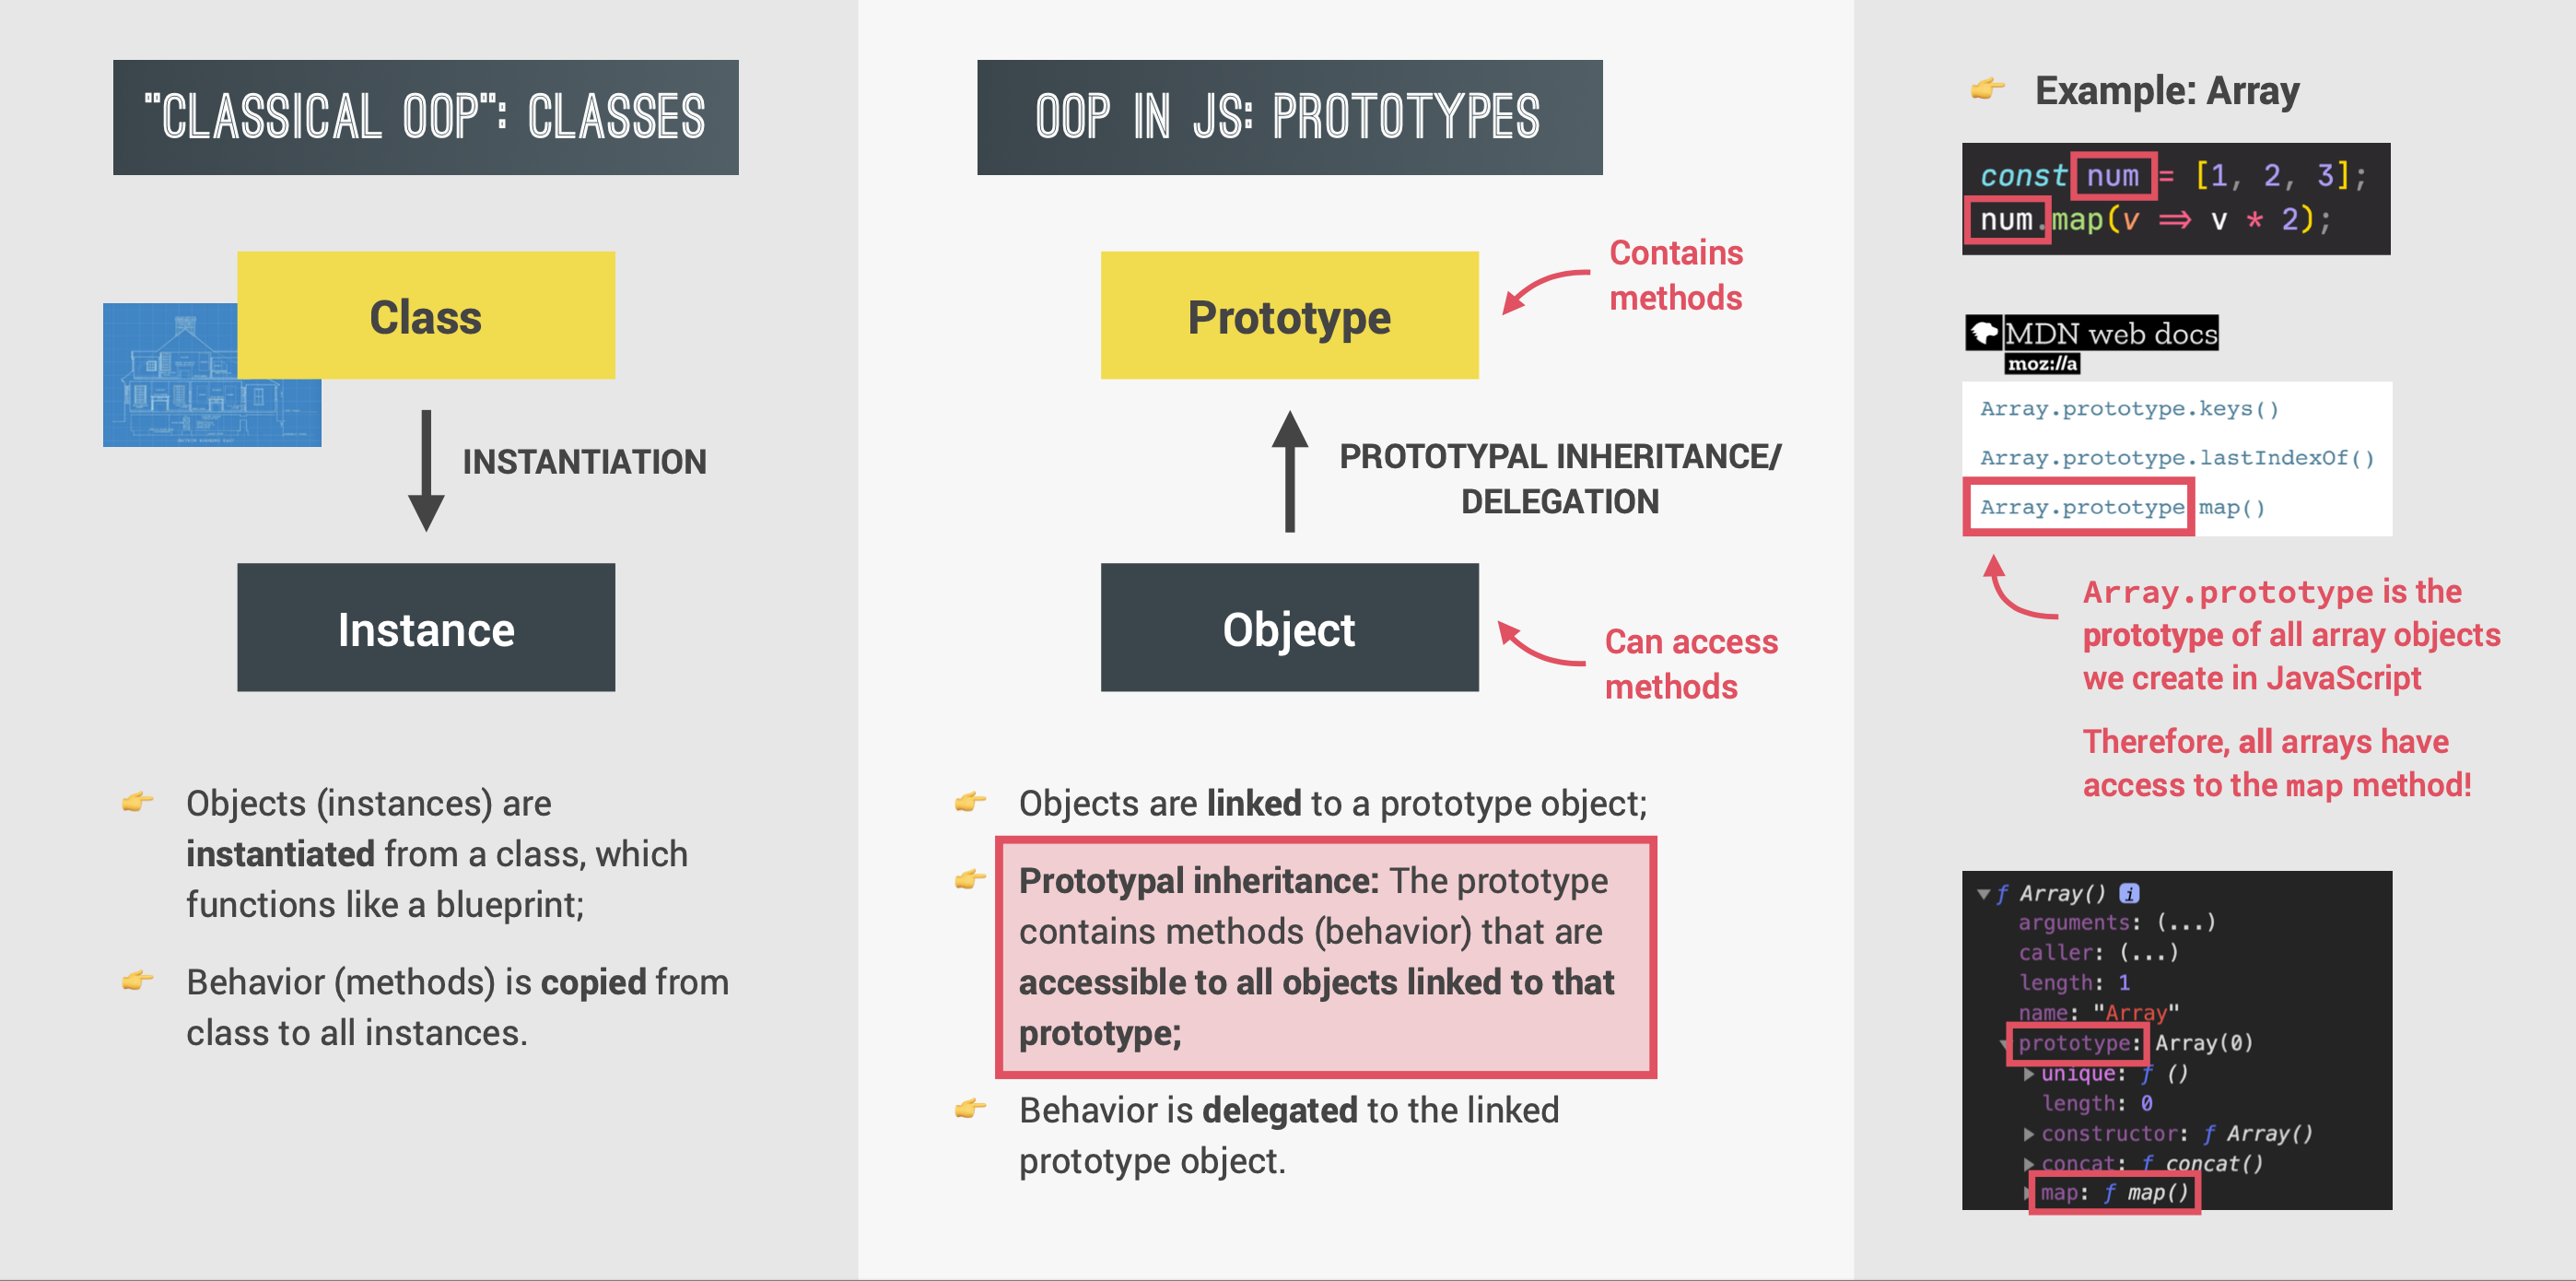 "CLASSICAL OOP": CLASSES
Class
INSTANTIATION
Instance
Objects (instances) are
instantiated from a class, which
functions like a blueprint;
Behavior (methods) is copied from
class to all instances.
OOP IN JS: PROTOTYPES
Prototype
Contains
methods
PROTOTYPAL INHERITANCE/
DELEGATION
Object
Can access
methods
Objects are linked to a prototype object;
Prototypal inheritance: The prototype
contains methods (behavior) that are
accessible to all objects linked to that
prototype;
Behavior is delegated to the linked
prototype object.
Example: Array
const num = [1, 2, 3];
num.map(v => v * 2);
MDN web docs
moz://a
Array.prototype.keys()
Array.prototype.lastIndexOf()
Array.prototype.map()
Array.prototype is the
prototype of all array objects
we create in JavaScript
Therefore, all arrays have
access to the map method!
ƒ Array() i
arguments: (...)
caller: (...)
length: 1
name: "Array"
prototype: Array(0)
unique: ƒ ()
length: 0
constructor: ƒ Array()
concat: ƒ concat()
map: ƒ map()